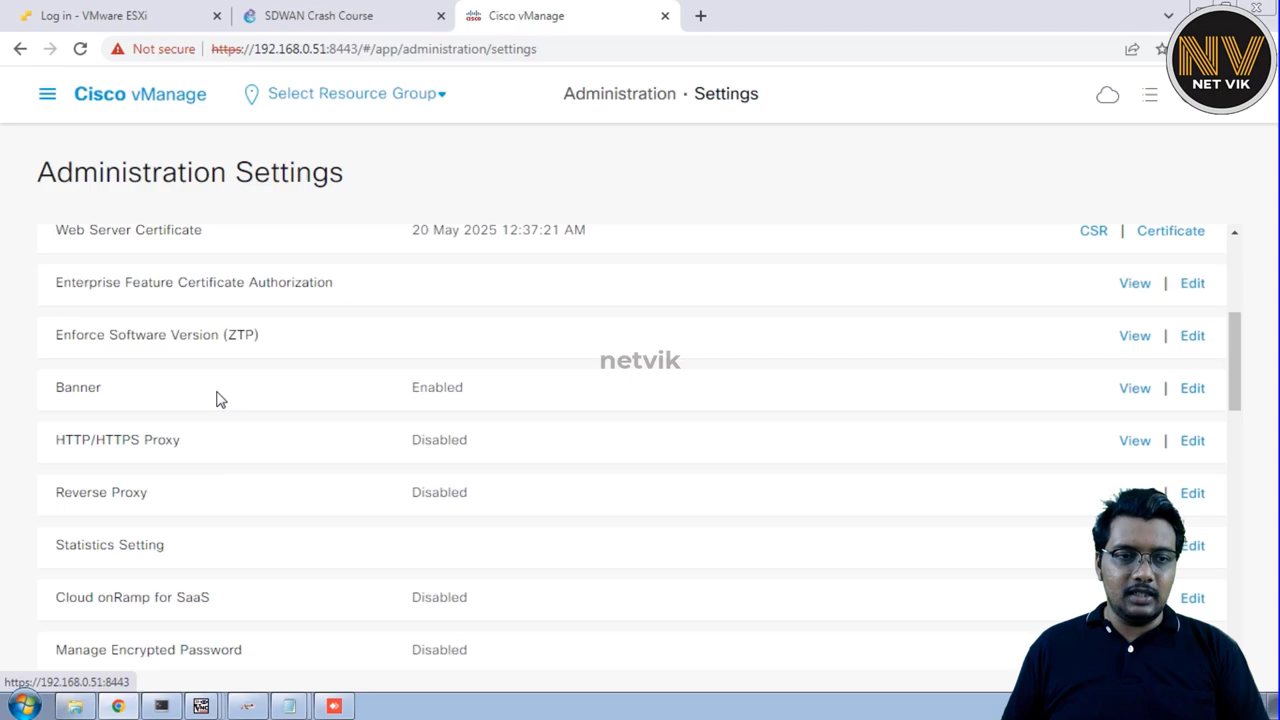 Log in - VMware ESXi
SDWAN Crash Course
Cisco vManage
Not secure
https://192.168.0.51:8443/#/app/administration/settings
NV
NET VIK
Cisco vManage
Select Resource Group
Administration · Settings
Administration Settings
Web Server Certificate 20 May 2025 12:37:21 AM CSR | Certificate
Enterprise Feature Certificate Authorization View | Edit
Enforce Software Version (ZTP) View | Edit
netvik
Banner Enabled View | Edit
HTTP/HTTPS Proxy Disabled View | Edit
Reverse Proxy Disabled | Edit
Statistics Setting Edit
Cloud onRamp for SaaS Disabled Edit
Manage Encrypted Password Disabled
https://192.168.0.51:8443